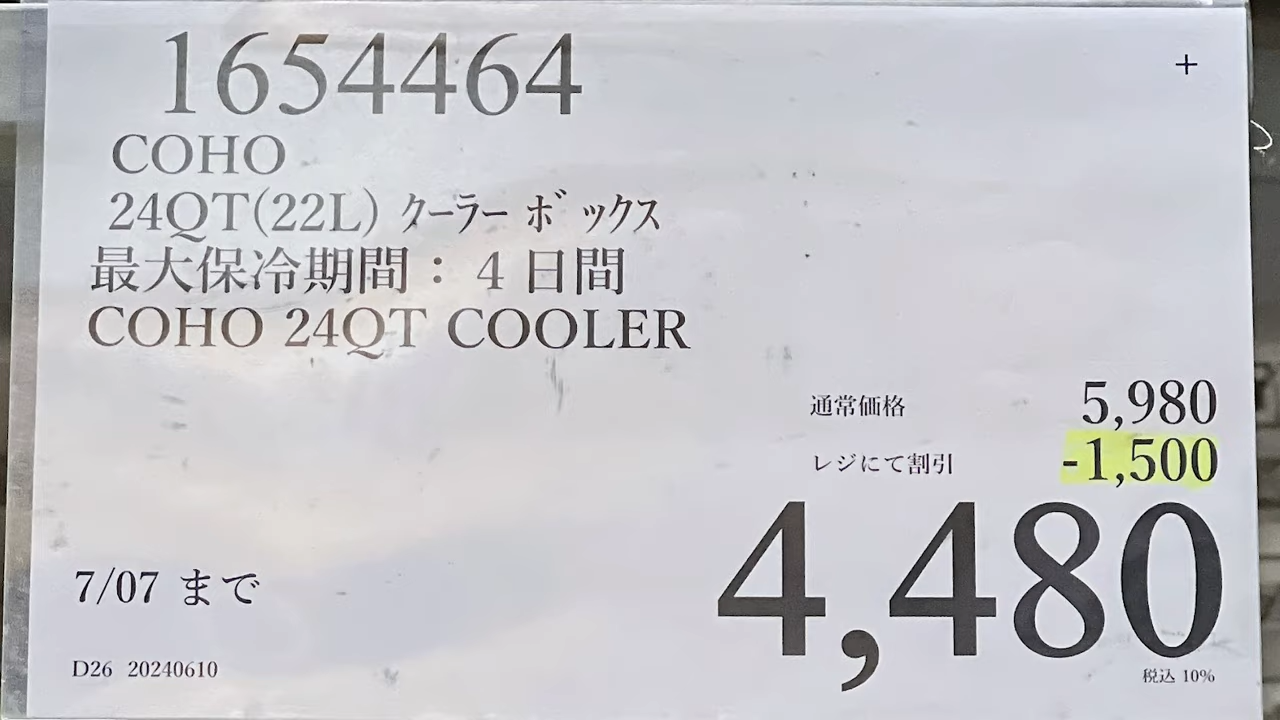 1654464
+
COHO
24QT(22L) クーラー ボックス
最大保冷期間：4日間
COHO 24QT COOLER
通常価格 5,980
レジにて割引 -1,500
4,480
7/07 まで
税込 10%
D26 20240610